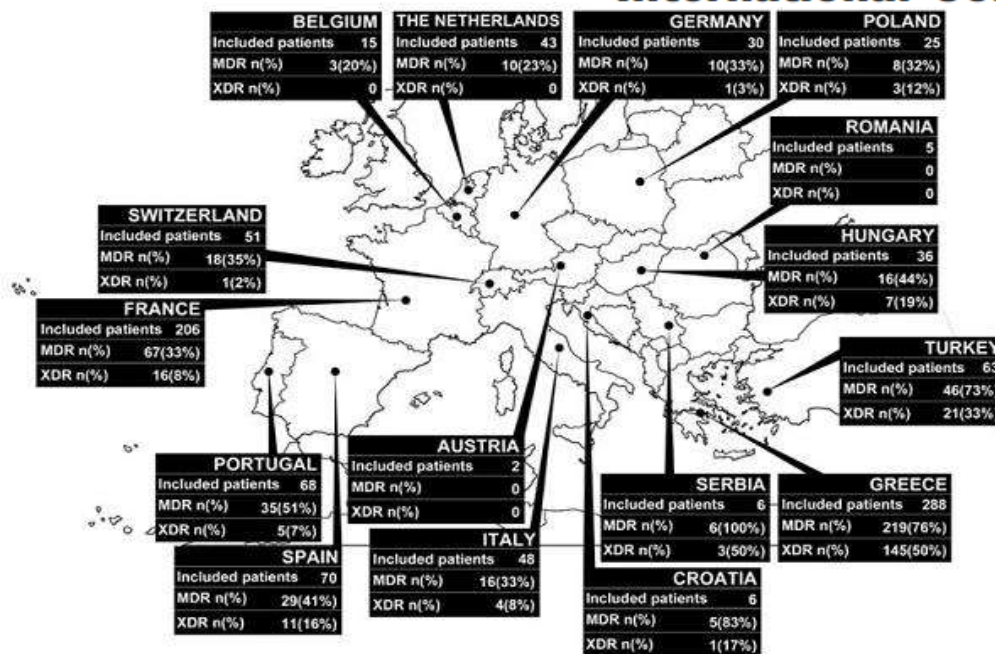 BELGIUM
Included patients 15
MDR n(%) 3(20%)
XDR n(%) 0
THE NETHERLANDS
Included patients 43
MDR n(%) 10(23%)
XDR n(%) 0
GERMANY
Included patients 30
MDR n(%) 10(33%)
XDR n(%) 1(3%)
POLAND
Included patients 25
MDR n(%) 8(32%)
XDR n(%) 3(12%)
ROMANIA
Included patients 5
MDR n(%) 0
XDR n(%) 0
SWITZERLAND
Included patients 51
MDR n(%) 18(35%)
XDR n(%) 1(2%)
HUNGARY
Included patients 36
MDR n(%) 16(44%)
XDR n(%) 7(19%)
FRANCE
Included patients 206
MDR n(%) 67(33%)
XDR n(%) 16(8%)
TURKEY
Included patients 63
MDR n(%) 46(73%)
XDR n(%) 21(33%)
AUSTRIA
Included patients 2
MDR n(%) 0
XDR n(%) 0
PORTUGAL
Included patients 68
MDR n(%) 35(51%)
XDR n(%) 5(7%)
SERBIA
Included patients 6
MDR n(%) 6(100%)
XDR n(%) 3(50%)
GREECE
Included patients 288
MDR n(%) 219(76%)
XDR n(%) 145(50%)
ITALY
Included patients 48
MDR n(%) 16(33%)
XDR n(%) 4(8%)
SPAIN
Included patients 70
MDR n(%) 29(41%)
XDR n(%) 11(16%)
CROATIA
Included patients 6
MDR n(%) 5(83%)
XDR n(%) 1(17%)